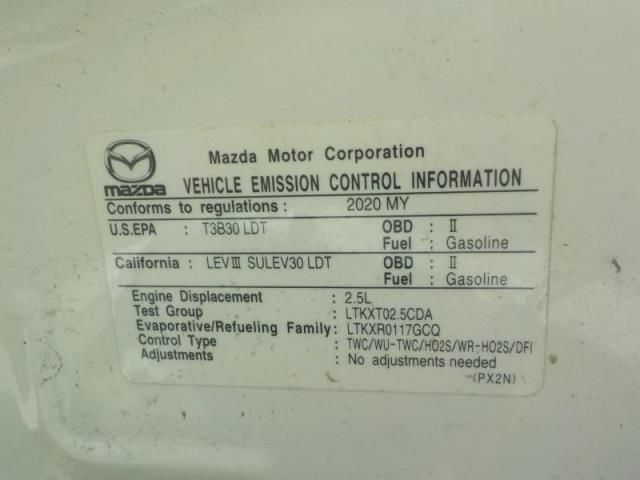 Mazda Motor Corporation
mazda VEHICLE EMISSION CONTROL INFORMATION
Conforms to regulations : 2020 MY
U.S.EPA : T3B30 LDT OBD : II
Fuel : Gasoline
California : LEVIII SULEV30 LDT OBD : II
Fuel : Gasoline
Engine Displacement : 2.5L
Test Group : LTKXT02.5CDA
Evaporative/Refueling Family: LTKXR0117GCQ
Control Type : TWC/WU-TWC/HO2S/WR-HO2S/DFI
Adjustments : No adjustments needed
(PX2N)